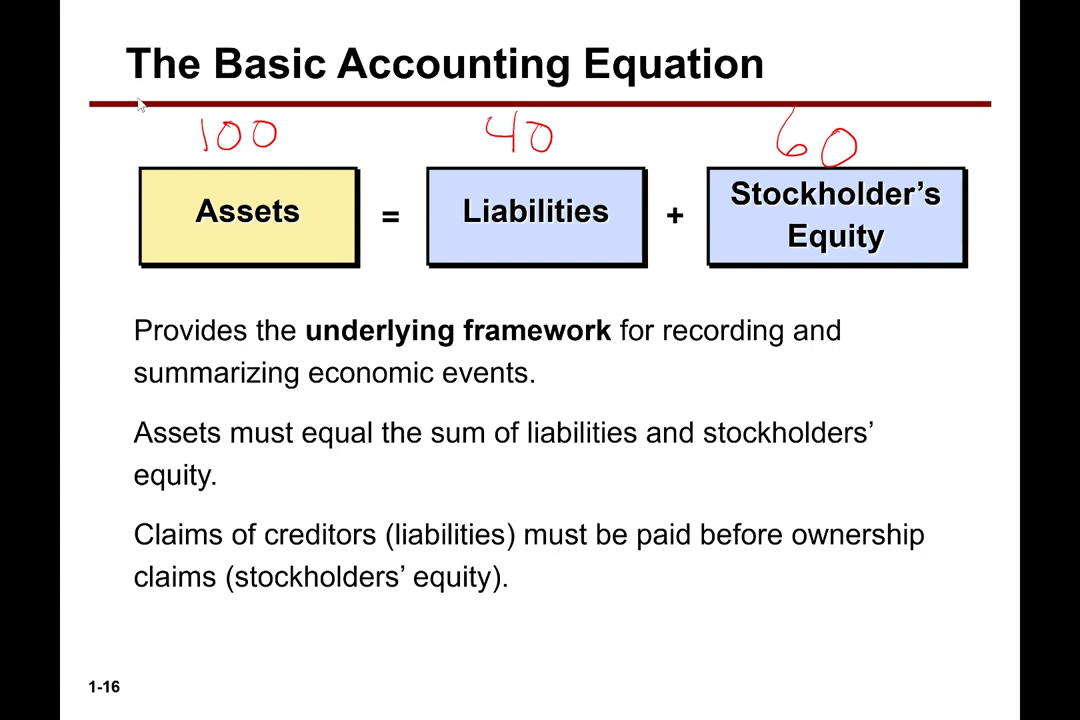 The Basic Accounting Equation
100 40 60
Assets = Liabilities + Stockholder’s
Equity
Provides the underlying framework for recording and
summarizing economic events.
Assets must equal the sum of liabilities and stockholders’
equity.
Claims of creditors (liabilities) must be paid before ownership
claims (stockholders’ equity).
1-16